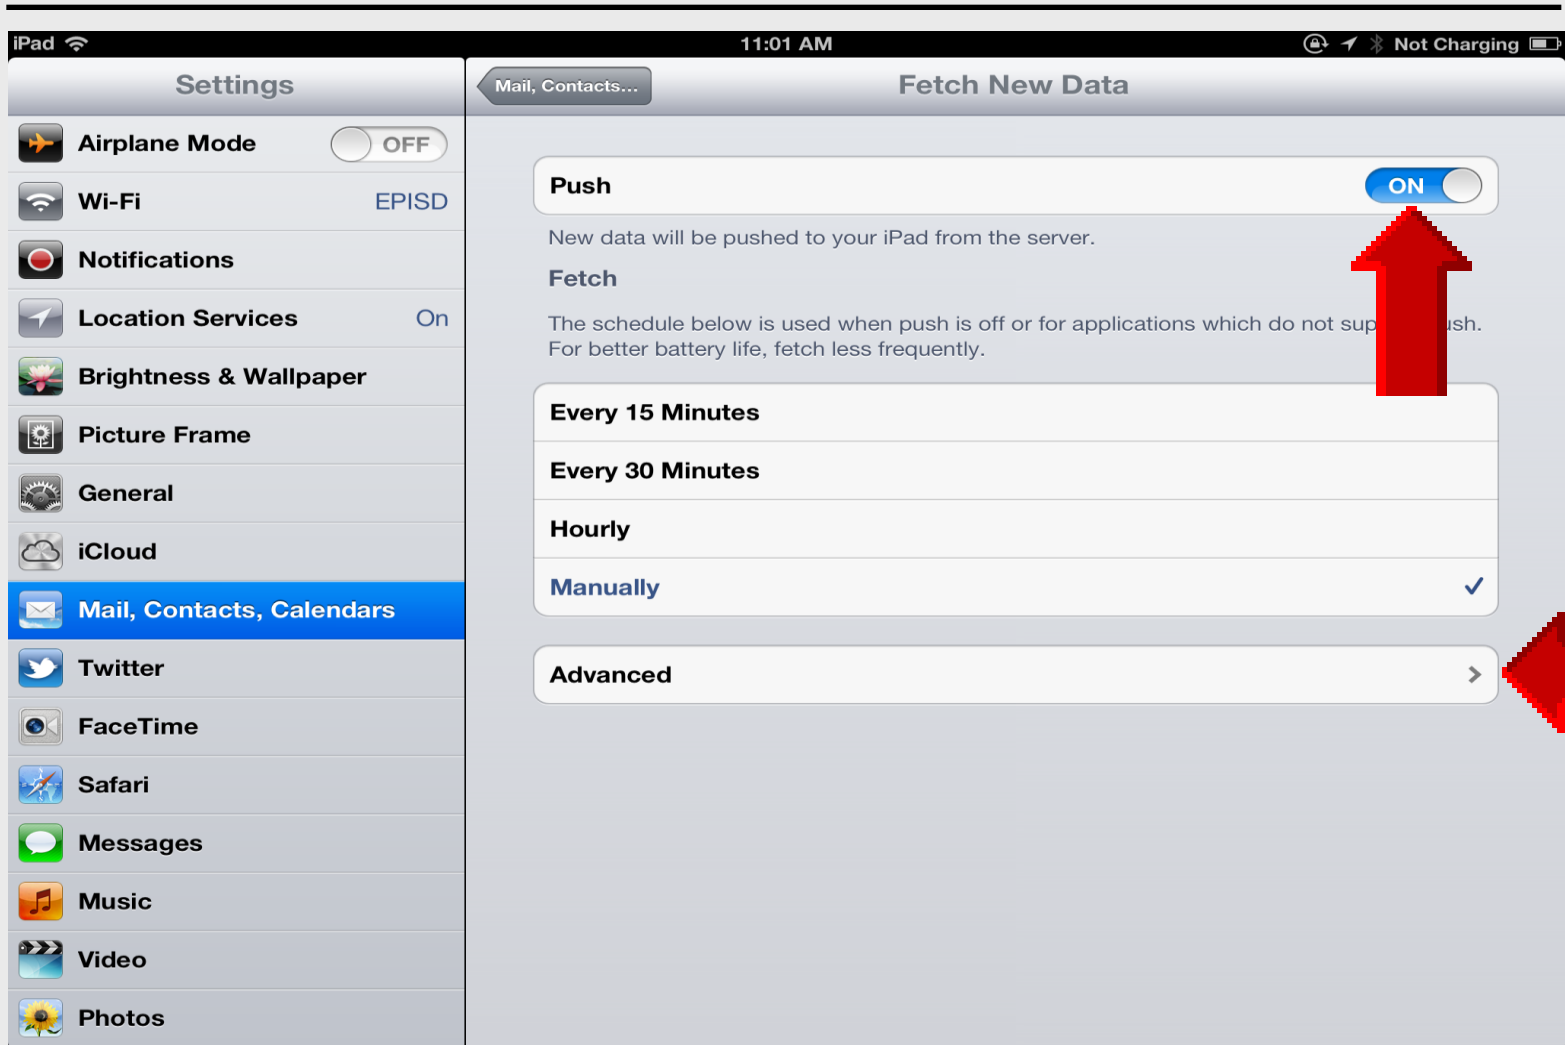 iPad 11:01 AM Not Charging
Settings
Mail, Contacts... Fetch New Data
Airplane Mode OFF
Wi-Fi EPISD
Notifications
Location Services On
Brightness & Wallpaper
Picture Frame
General
iCloud
Mail, Contacts, Calendars
Twitter
FaceTime
Safari
Messages
Music
Video
Photos
Push ON
New data will be pushed to your iPad from the server.
Fetch
The schedule below is used when push is off or for applications which do not
For better battery life, fetch less frequently.
Every 15 Minutes
Every 30 Minutes
Hourly
Manually
Advanced